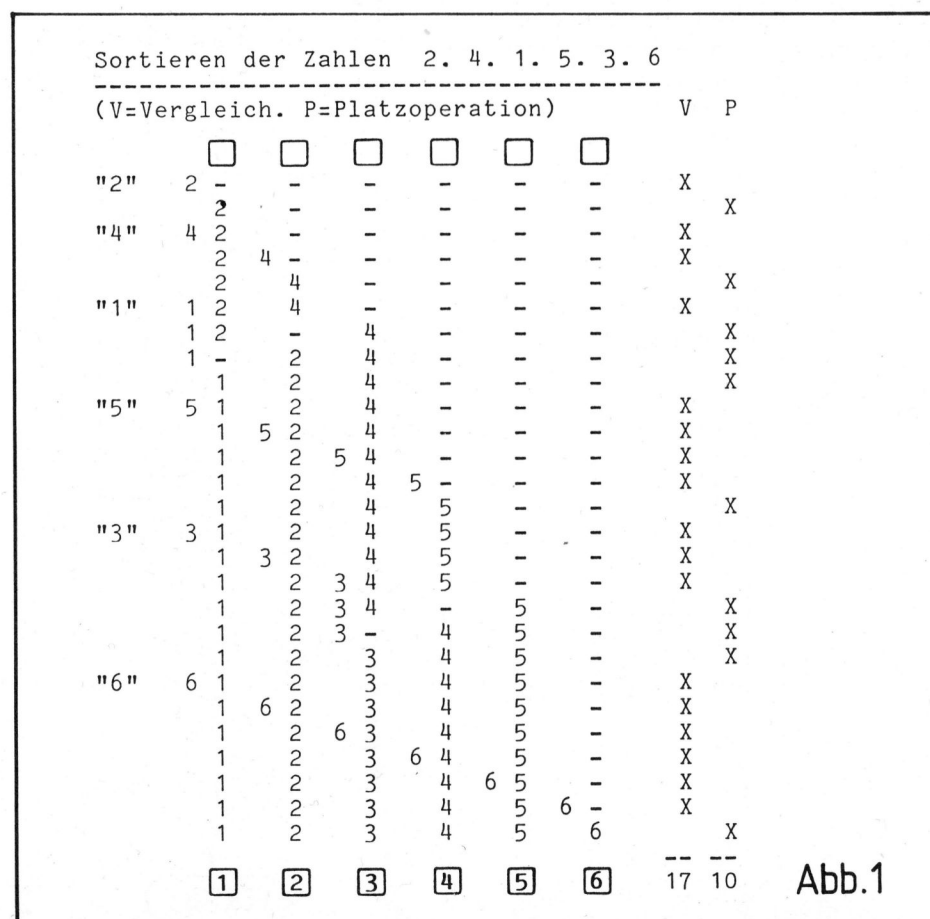 Sortieren der Zahlen 2. 4. 1. 5. 3. 6
---------------------------------------
(V=Vergleich. P=Platzoperation) V P
"2" 2 - - - - - - X
2 - - - - - X
"4" 4 2 - - - - - X
2 4 - - - - - X
2 4 - - - - X
"1" 1 2 4 - - - - X
1 2 - 4 - - - X
1 - 2 4 - - - X
1 2 4 - - - X
"5" 5 1 2 4 - - - X
1 5 2 4 - - - X
1 2 5 4 - - - X
1 2 4 5 - - - X
1 2 4 5 - - X
"3" 3 1 2 4 5 - - X
1 3 2 4 5 - - X
1 2 3 4 5 - - X
1 2 3 4 - 5 - X
1 2 3 - 4 5 - X
1 2 3 4 5 - X
"6" 6 1 2 3 4 5 - X
1 6 2 3 4 5 - X
1 2 6 3 4 5 - X
1 2 3 6 4 5 - X
1 2 3 4 6 5 - X
1 2 3 4 5 6 - X
1 2 3 4 5 6 X
-- --
1 2 3 4 5 6 17 10 Abb.1